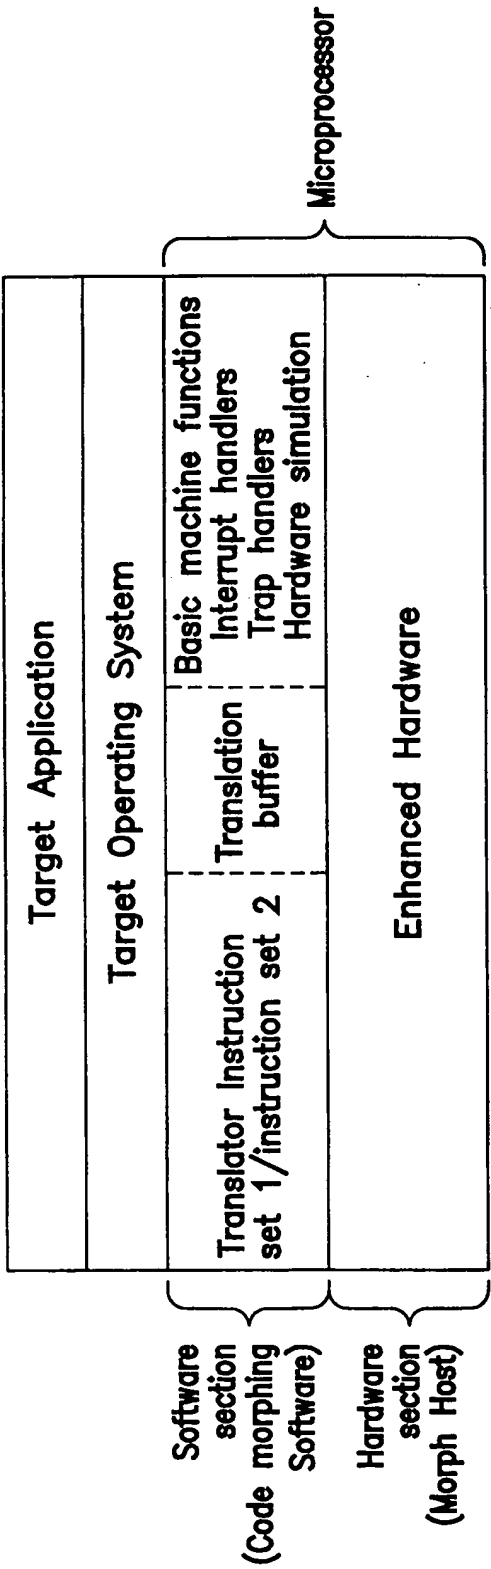 Target Application
Target Operating System
Software
section
(Code morphing
Software)
Translator Instruction
set 1/instruction set 2
Translation
buffer
Basic machine functions
Interrupt handlers
Trap handlers
Hardware simulation
Microprocessor
Hardware
section
(Morph Host)
Enhanced Hardware